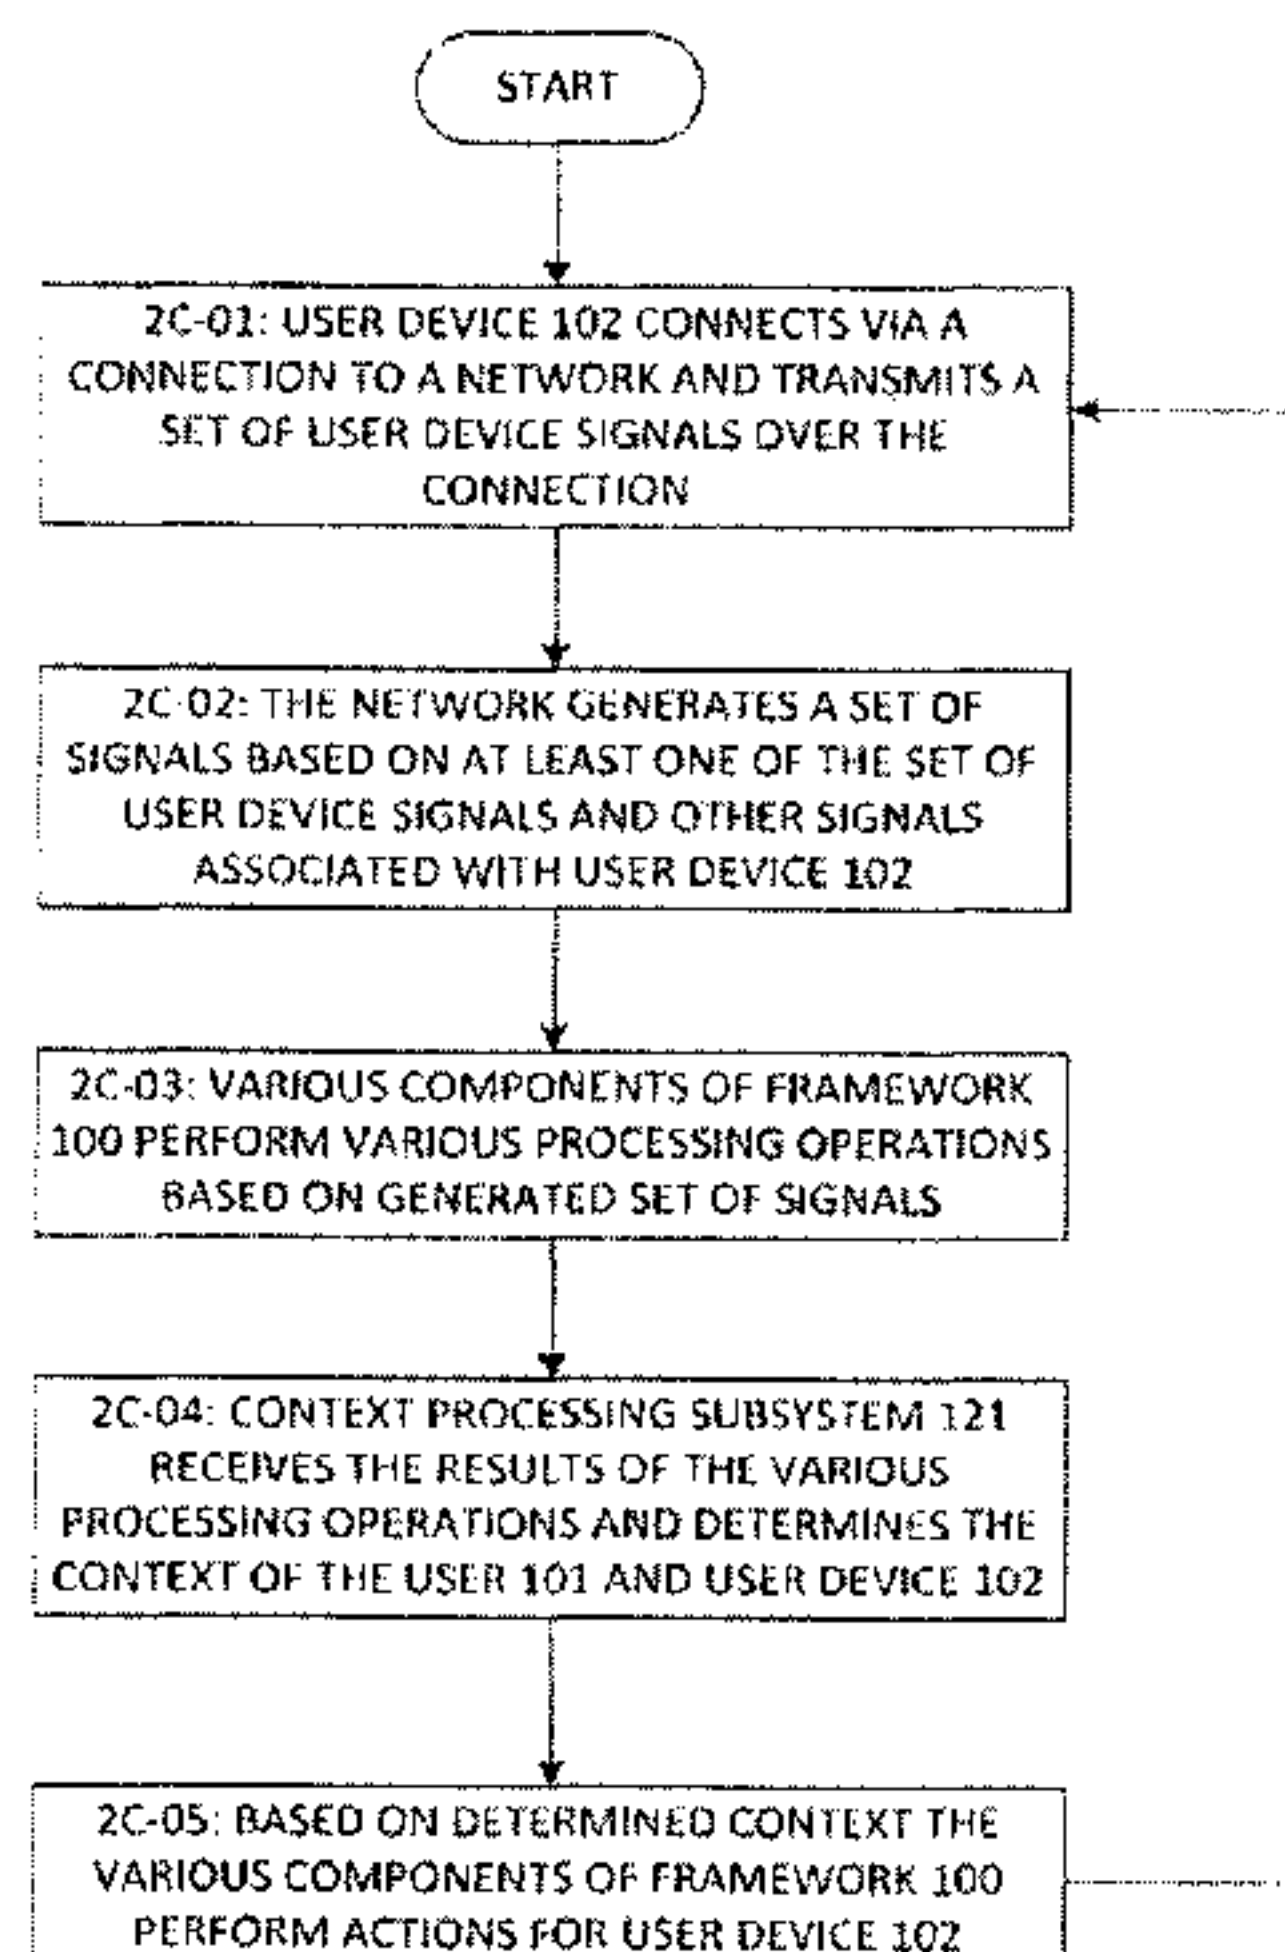 START
2C-01: USER DEVICE 102 CONNECTS VIA A
CONNECTION TO A NETWORK AND TRANSMITS A
SET OF USER DEVICE SIGNALS OVER THE
CONNECTION
2C-02: THE NETWORK GENERATES A SET OF
SIGNALS BASED ON AT LEAST ONE OF THE SET OF
USER DEVICE SIGNALS AND OTHER SIGNALS
ASSOCIATED WITH USER DEVICE 102
2C-03: VARIOUS COMPONENTS OF FRAMEWORK
100 PERFORM VARIOUS PROCESSING OPERATIONS
BASED ON GENERATED SET OF SIGNALS
2C-04: CONTEXT PROCESSING SUBSYSTEM 121
RECEIVES THE RESULTS OF THE VARIOUS
PROCESSING OPERATIONS AND DETERMINES THE
CONTEXT OF THE USER 101 AND USER DEVICE 102
2C-05: BASED ON DETERMINED CONTEXT THE
VARIOUS COMPONENTS OF FRAMEWORK 100
PERFORM ACTIONS FOR USER DEVICE 102